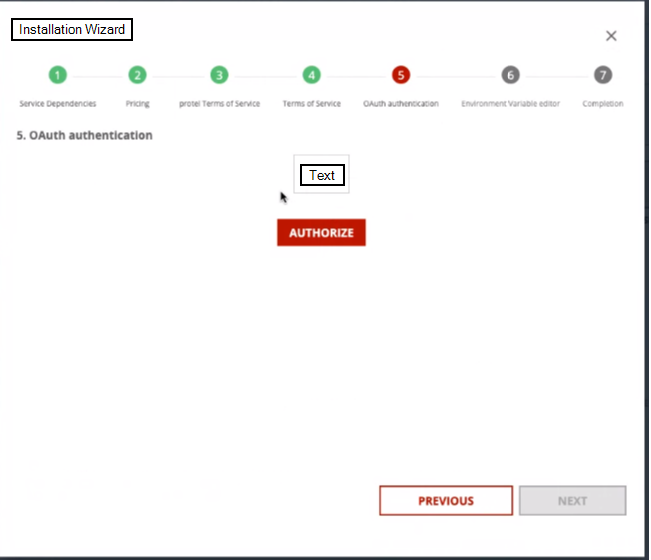 Installation Wizard
1 2 3 4 5 6 7
Service Dependencies Pricing protel Terms of Service Terms of Service OAuth authentication Environment Variable editor Completion
5. OAuth authentication
Text
AUTHORIZE
PREVIOUS NEXT